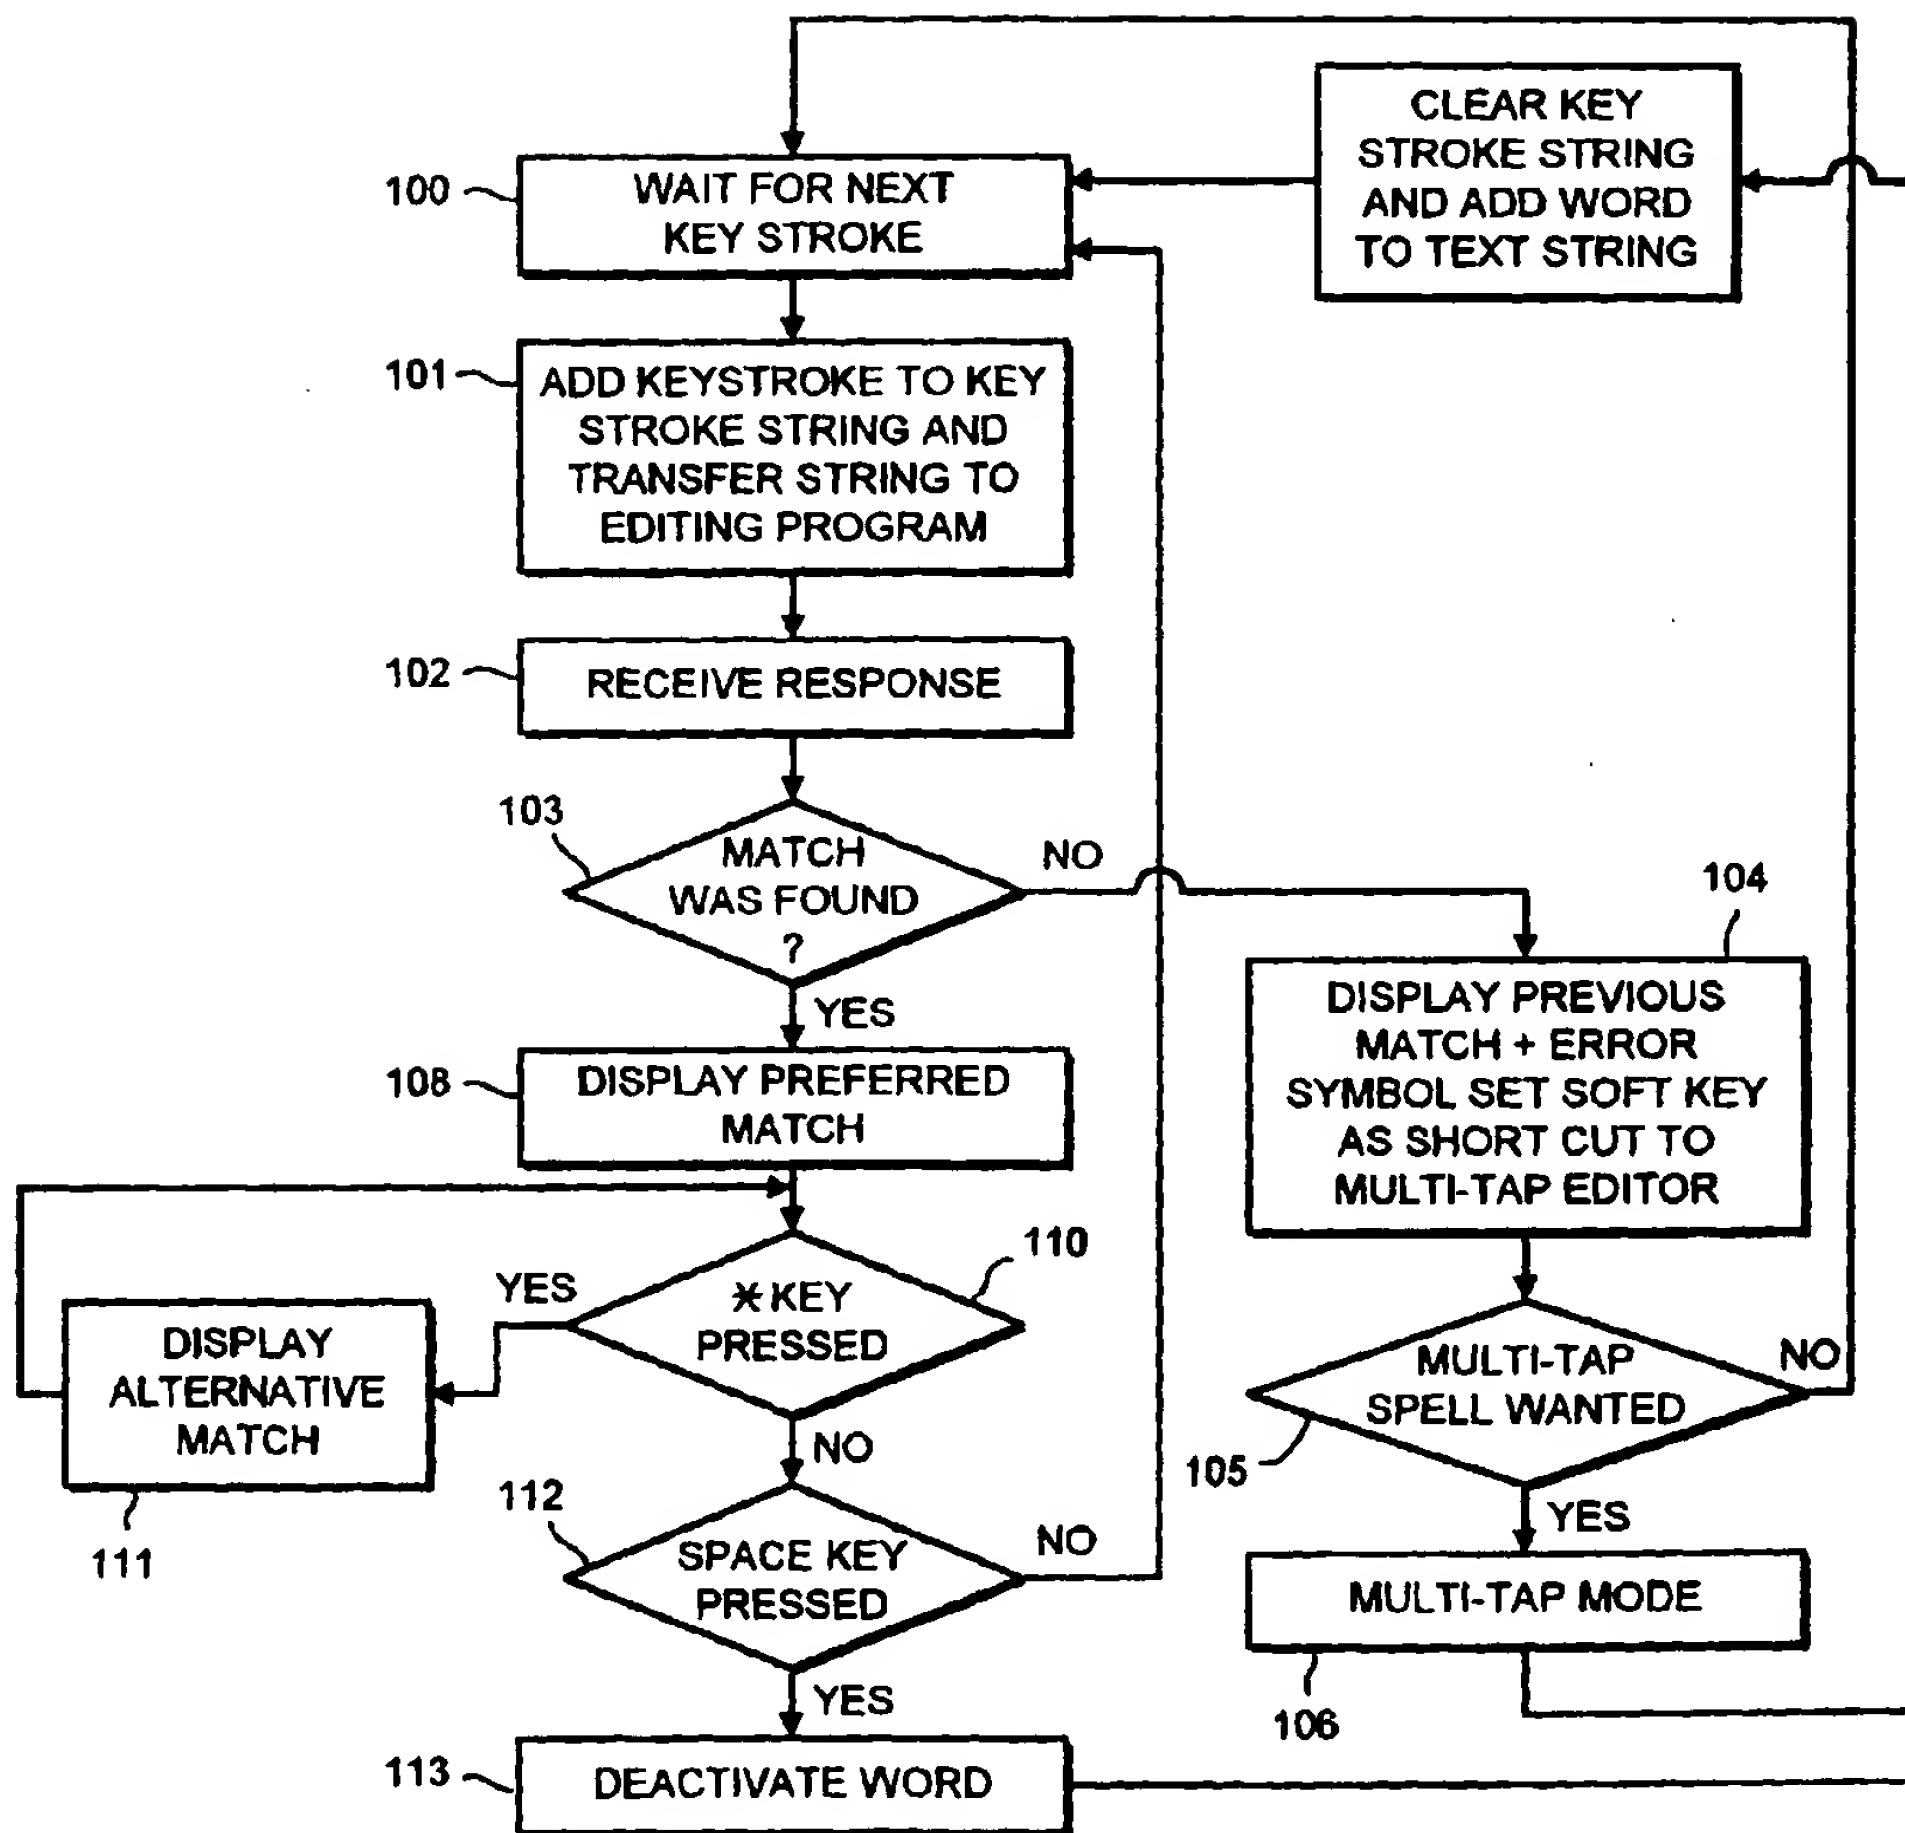 CLEAR KEY
STROKE STRING
AND ADD WORD
TO TEXT STRING
100
WAIT FOR NEXT
KEY STROKE
101
ADD KEYSTROKE TO KEY
STROKE STRING AND
TRANSFER STRING TO
EDITING PROGRAM
102
RECEIVE RESPONSE
103
MATCH
WAS FOUND
?
NO
YES
104
DISPLAY PREVIOUS
MATCH + ERROR
SYMBOL SET SOFT KEY
AS SHORT CUT TO
MULTI-TAP EDITOR
108
DISPLAY PREFERRED
MATCH
110
* KEY
PRESSED
YES
NO
DISPLAY
ALTERNATIVE
MATCH
111
MULTI-TAP
SPELL WANTED
NO
105
YES
112
SPACE KEY
PRESSED
NO
YES
MULTI-TAP MODE
106
113
DEACTIVATE WORD